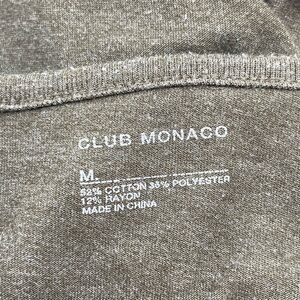 CLUB MONACO
M
52% COTTON 36% POLYESTER
12% RAYON
MADE IN CHINA